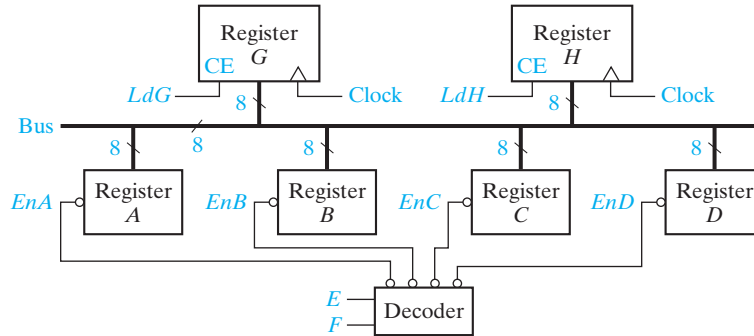 Register
G
CE
LdG
8
Clock
Register
H
CE
LdH
8
Clock
Bus
8
8
8
8
8
EnA
Register
A
EnB
Register
B
EnC
Register
C
EnD
Register
D
E
F
Decoder